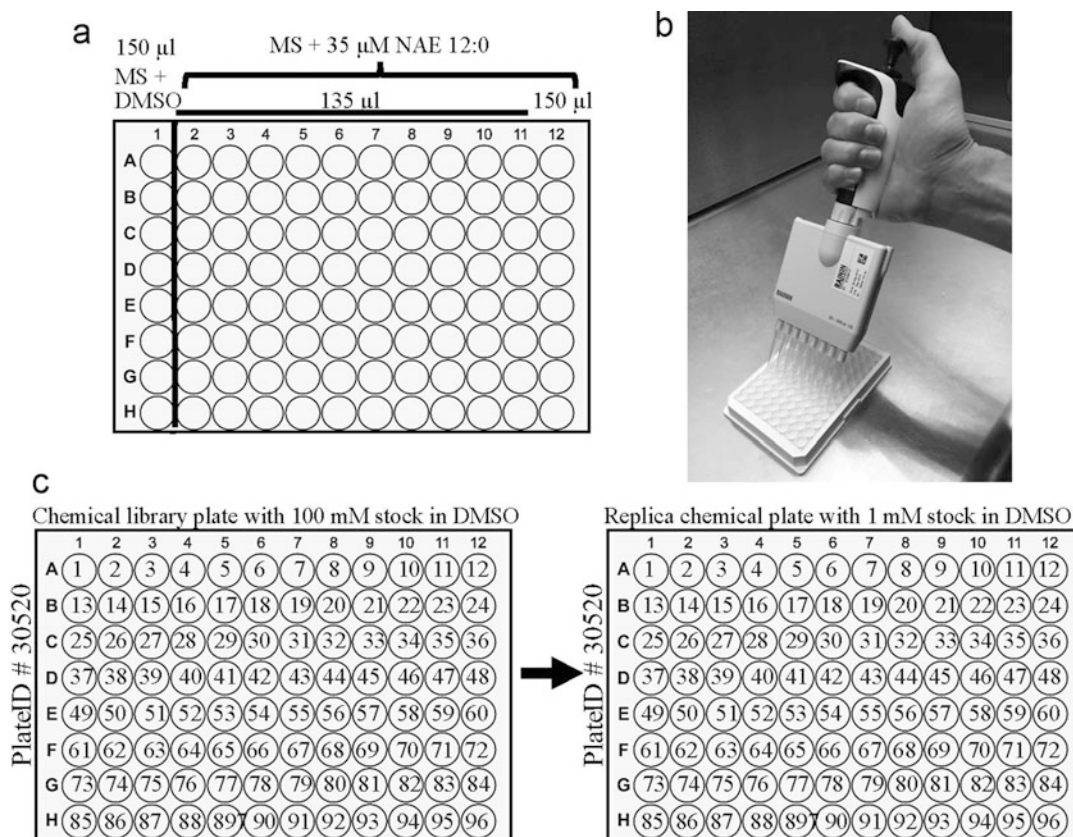 a
150 µl
MS + 35 µM NAE 12:0
MS +
DMSO
135 µl
150 µl
1 2 3 4 5 6 7 8 9 10 11 12
A
B
C
D
E
F
G
H
b
RAININ
c
Chemical library plate with 100 mM stock in DMSO
PlateID # 30520
1 2 3 4 5 6 7 8 9 10 11 12
A 1 2 3 4 5 6 7 8 9 10 11 12
B 13 14 15 16 17 18 19 20 21 22 23 24
C 25 26 27 28 29 30 31 32 33 34 35 36
D 37 38 39 40 41 42 43 44 45 46 47 48
E 49 50 51 52 53 54 55 56 57 58 59 60
F 61 62 63 64 65 66 67 68 69 70 71 72
G 73 74 75 76 77 78 79 80 81 82 83 84
H 85 86 87 88 897 90 91 92 93 94 95 96
Replica chemical plate with 1 mM stock in DMSO
PlateID # 30520
1 2 3 4 5 6 7 8 9 10 11 12
A 1 2 3 4 5 6 7 8 9 10 11 12
B 13 14 15 16 17 18 19 20 21 22 23 24
C 25 26 27 28 29 30 31 32 33 34 35 36
D 37 38 39 40 41 42 43 44 45 46 47 48
E 49 50 51 52 53 54 55 56 57 58 59 60
F 61 62 63 64 65 66 67 68 69 70 71 72
G 73 74 75 76 77 78 79 80 81 82 83 84
H 85 86 87 88 897 90 91 92 93 94 95 96